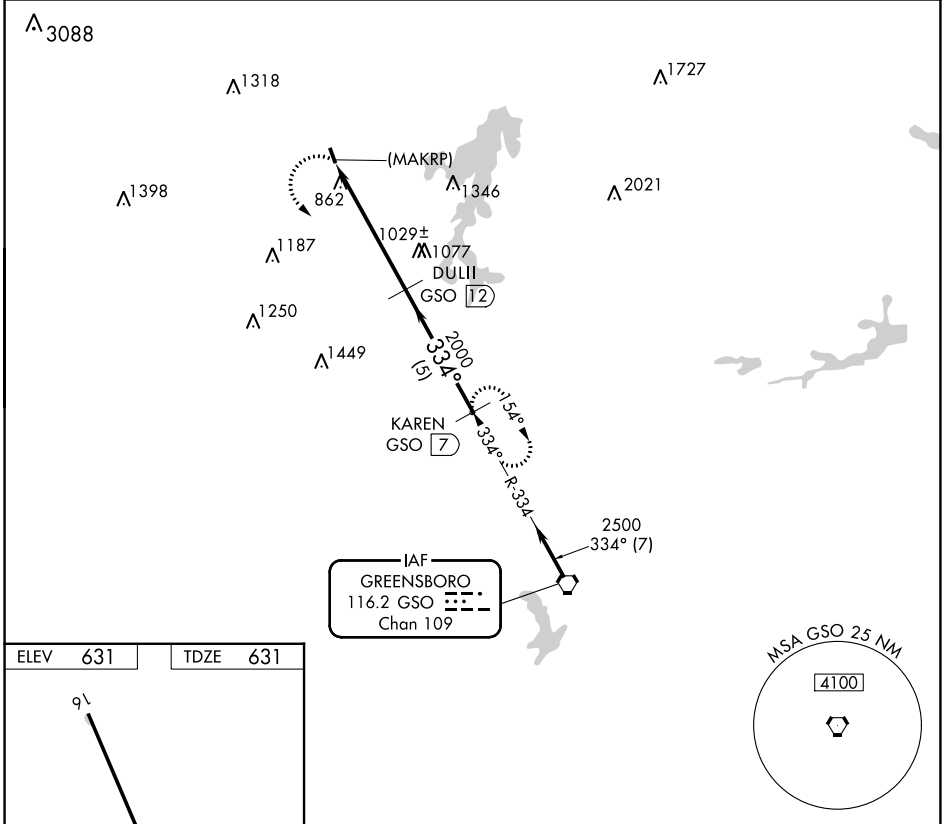 3088
1318
1727
(MAKRP)
862
1346
2021
1398
1029±
1077
1187
DULII
GSO 12
1250
2000
334°
(5)
1449
KAREN
GSO 7
154°
334°
R-334
2500
334° (7)
IAF
GREENSBORO
116.2 GSO
Chan 109
MSA GSO 25 NM
4100
ELEV 631
TDZE 631
16